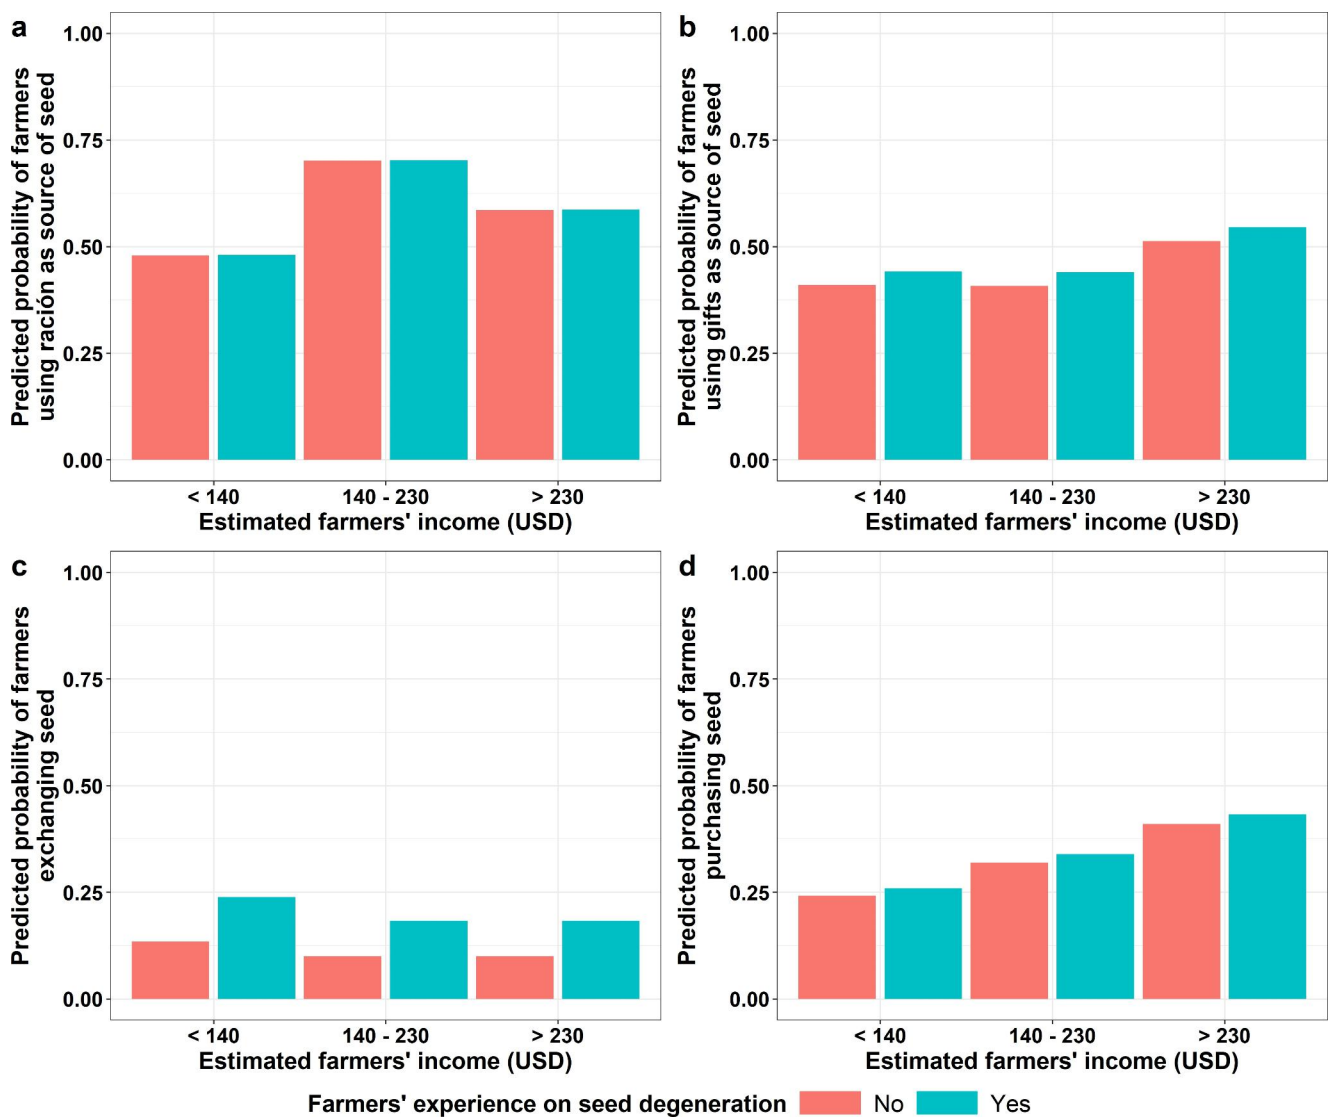 a
Predicted probability of farmers
using ración as source of seed
1.00
0.75
0.50
0.25
0.00
< 140
140 - 230
> 230
Estimated farmers' income (USD)
b
Predicted probability of farmers
using gifts as source of seed
1.00
0.75
0.50
0.25
0.00
< 140
140 - 230
> 230
Estimated farmers' income (USD)
c
Predicted probability of farmers
exchanging seed
1.00
0.75
0.50
0.25
0.00
< 140
140 - 230
> 230
Estimated farmers' income (USD)
d
Predicted probability of farmers
purchasing seed
1.00
0.75
0.50
0.25
0.00
< 140
140 - 230
> 230
Estimated farmers' income (USD)
Farmers' experience on seed degeneration No Yes